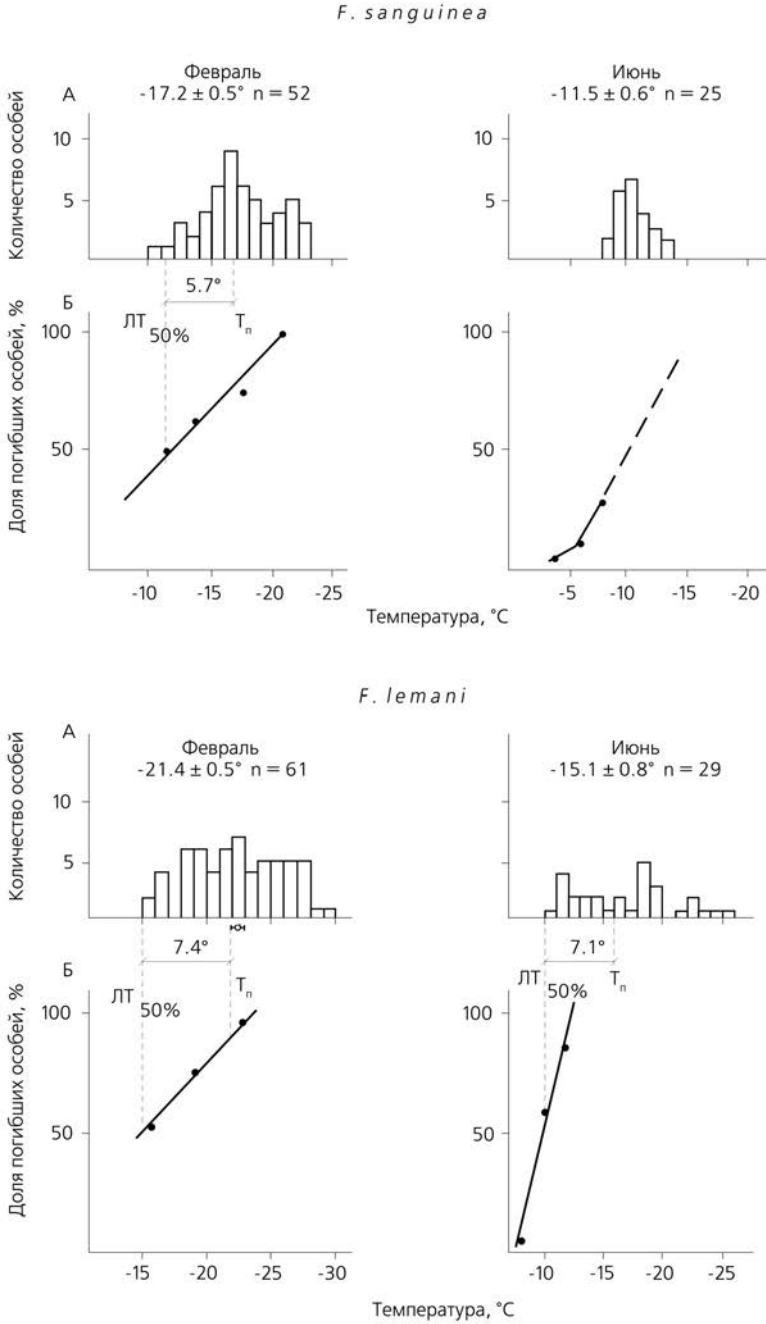 F. sanguinea
Февраль
-17.2 ± 0.5° n = 52
Июнь
-11.5 ± 0.6° n = 25
А
Количество особей
10
5
10
5
5.7°
Б
ЛТ 50%
Тп
Доля погибших особей, %
100
50
100
50
-10 -15 -20 -25
-5 -10 -15 -20
Температура, °C
F. lemani
А
Февраль
-21.4 ± 0.5° n = 61
Июнь
-15.1 ± 0.8° n = 29
Количество особей
10
5
10
5
7.4°
7.1°
Б
ЛТ 50%
Тп
ЛТ 50%
Тп
Доля погибших особей, %
100
50
100
50
-15 -20 -25 -30
-10 -15 -20 -25
Температура, °C